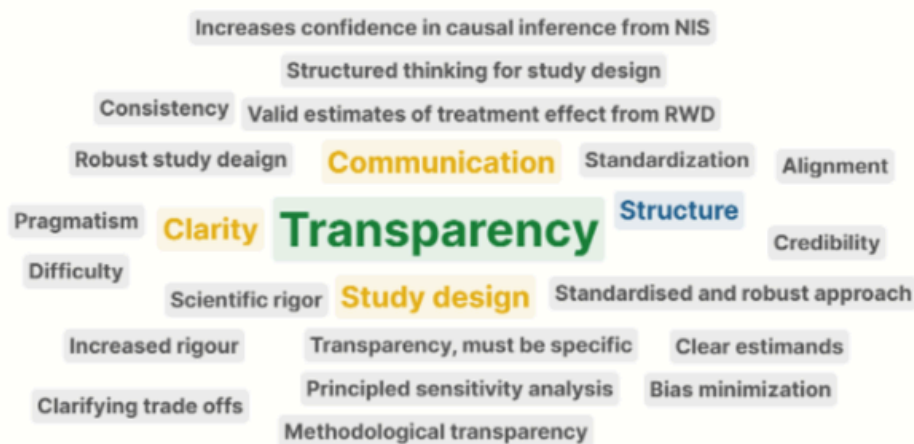 Increases confidence in causal inference from NIS
Structured thinking for study design
Consistency
Valid estimates of treatment effect from RWD
Robust study deaign
Communication
Standardization
Alignment
Pragmatism
Clarity
Transparency
Structure
Credibility
Difficulty
Scientific rigor
Study design
Standardised and robust approach
Increased rigour
Transparency, must be specific
Clear estimands
Principled sensitivity analysis
Bias minimization
Clarifying trade offs
Methodological transparency